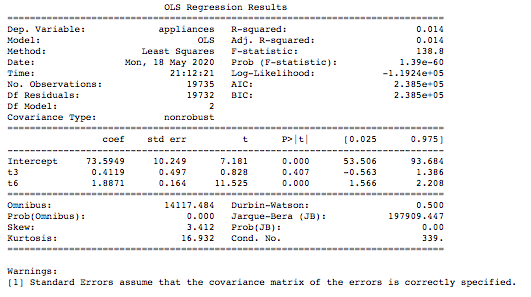 OLS Regression Results
==============================================================================
Dep. Variable: appliances R-squared: 0.014
Model: OLS Adj. R-squared: 0.014
Method: Least Squares F-statistic: 138.8
Date: Mon, 18 May 2020 Prob (F-statistic): 1.39e-60
Time: 21:12:21 Log-Likelihood: -1.1924e+05
No. Observations: 19735 AIC: 2.385e+05
Df Residuals: 19732 BIC: 2.385e+05
Df Model: 2
Covariance Type: nonrobust
==============================================================================
coef std err t P>|t| [0.025 0.975]
------------------------------------------------------------------------------
Intercept 73.5949 10.249 7.181 0.000 53.506 93.684
t3 0.4119 0.497 0.828 0.407 -0.563 1.386
t6 1.8871 0.164 11.525 0.000 1.566 2.208
==============================================================================
Omnibus: 14117.484 Durbin-Watson: 0.500
Prob(Omnibus): 0.000 Jarque-Bera (JB): 197909.447
Skew: 3.412 Prob(JB): 0.00
Kurtosis: 16.932 Cond. No. 339.
==============================================================================
Warnings:
[1] Standard Errors assume that the covariance matrix of the errors is correctly specified.